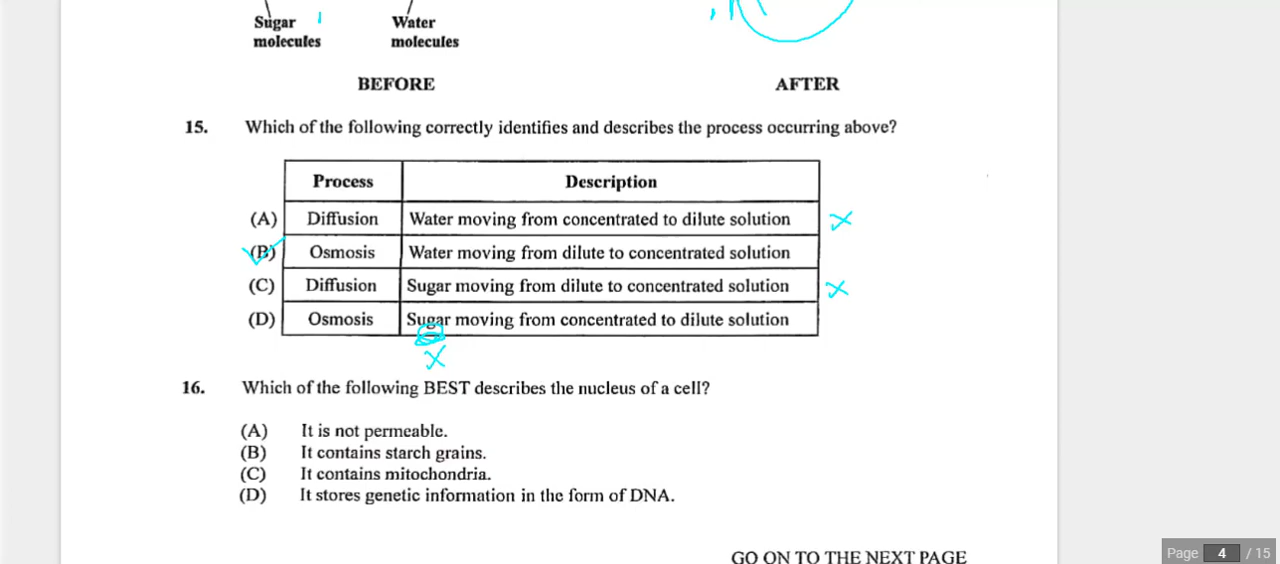 Sugar Water
molecules molecules
BEFORE AFTER
15. Which of the following correctly identifies and describes the process occurring above?
Process Description
(A) Diffusion Water moving from concentrated to dilute solution
(B) Osmosis Water moving from dilute to concentrated solution
(C) Diffusion Sugar moving from dilute to concentrated solution
(D) Osmosis Sugar moving from concentrated to dilute solution
16. Which of the following BEST describes the nucleus of a cell?
(A) It is not permeable.
(B) It contains starch grains.
(C) It contains mitochondria.
(D) It stores genetic information in the form of DNA.
GO ON TO THE NEXT PAGE
Page 4 / 15